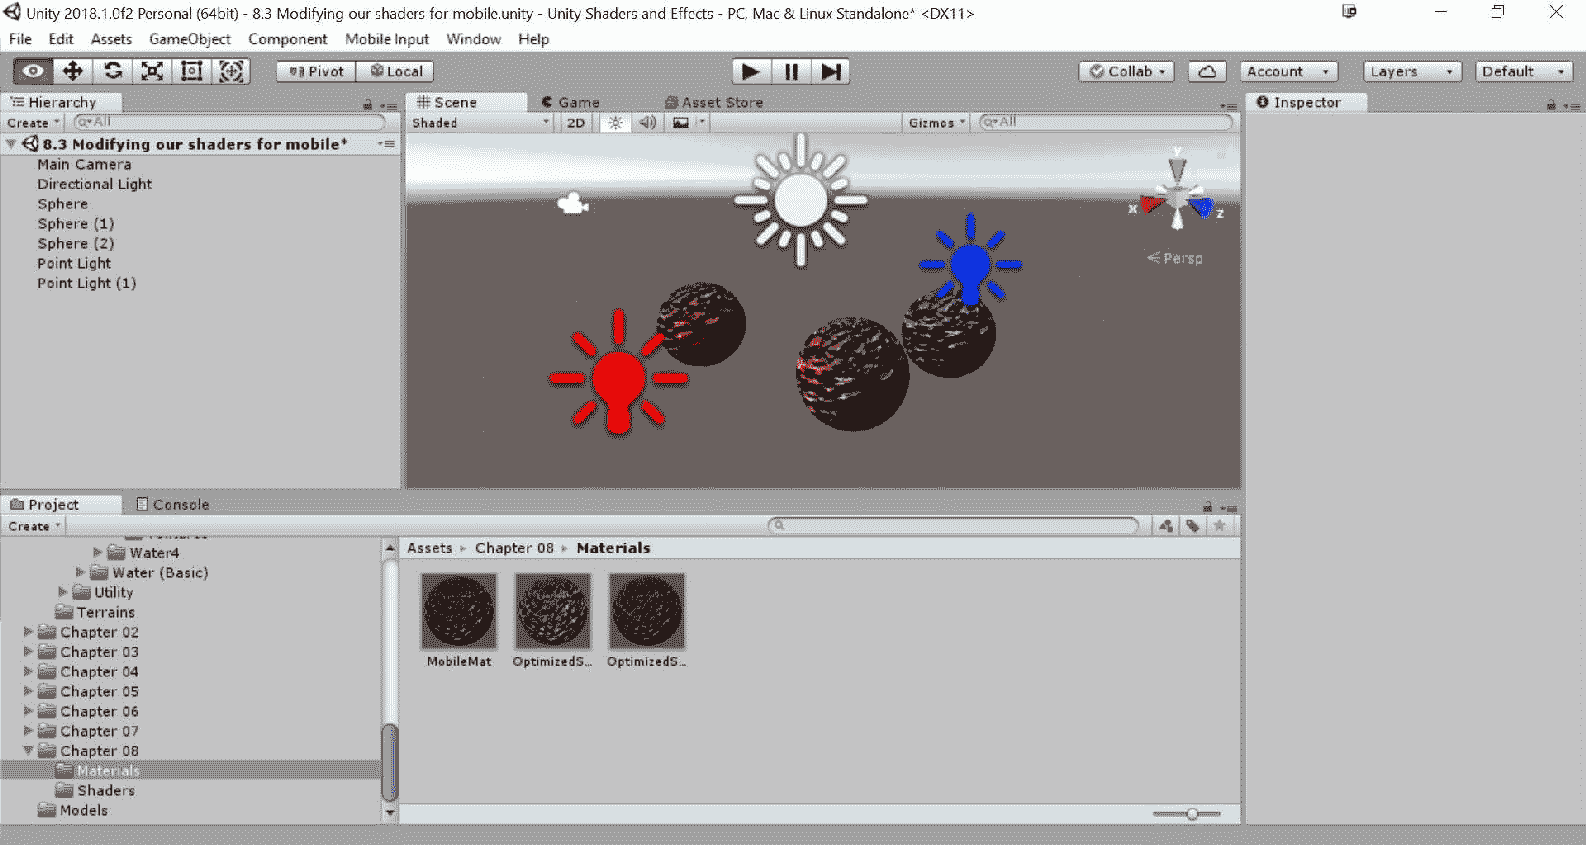 Unity 2018.1.0f2 Personal (64bit) - 8.3 Modifying our shaders for mobile.unity - Unity Shaders and Effects - PC, Mac & Linux Standalone* <DX11>
File Edit Assets GameObject Component Mobile Input Window Help
Pivot Local Collab Account Layers Default
Hierarchy
Create All
8.3 Modifying our shaders for mobile*
Main Camera
Directional Light
Sphere
Sphere (1)
Sphere (2)
Point Light
Point Light (1)
Scene Game Asset Store
Shaded 2D Gizmos All
y
x
z
Persp
Inspector
Project Console
Create
Water4
Water (Basic)
Utility
Terrains
Chapter 02
Chapter 03
Chapter 04
Chapter 05
Chapter 06
Chapter 07
Chapter 08
Materials
Shaders
Models
Assets Chapter 08 Materials
MobileMat OptimizedS... OptimizedS...